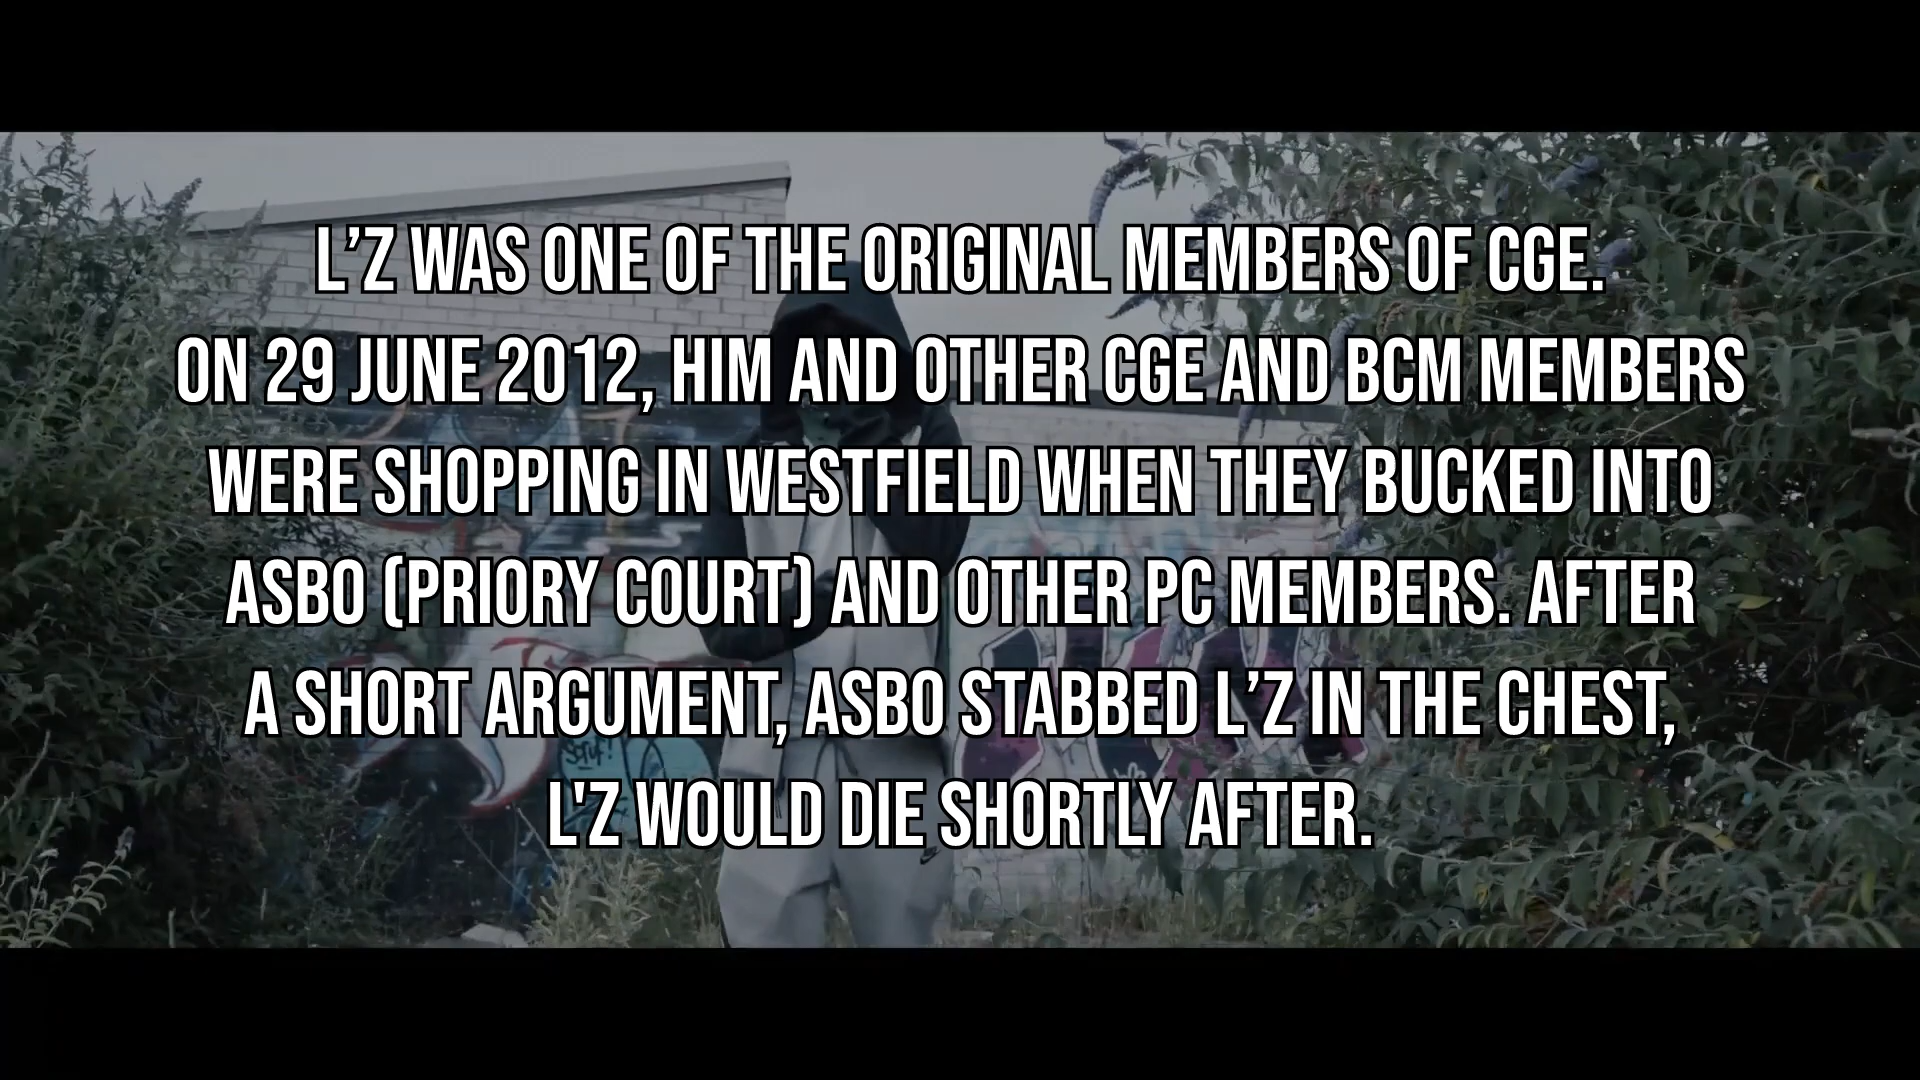 L’Z WAS ONE OF THE ORIGINAL MEMBERS OF CGE.
ON 29 JUNE 2012, HIM AND OTHER CGE AND BCM MEMBERS
WERE SHOPPING IN WESTFIELD WHEN THEY BUCKED INTO
ASBO (PRIORY COURT) AND OTHER PC MEMBERS. AFTER
A SHORT ARGUMENT, ASBO STABBED L’Z IN THE CHEST,
L'Z WOULD DIE SHORTLY AFTER.